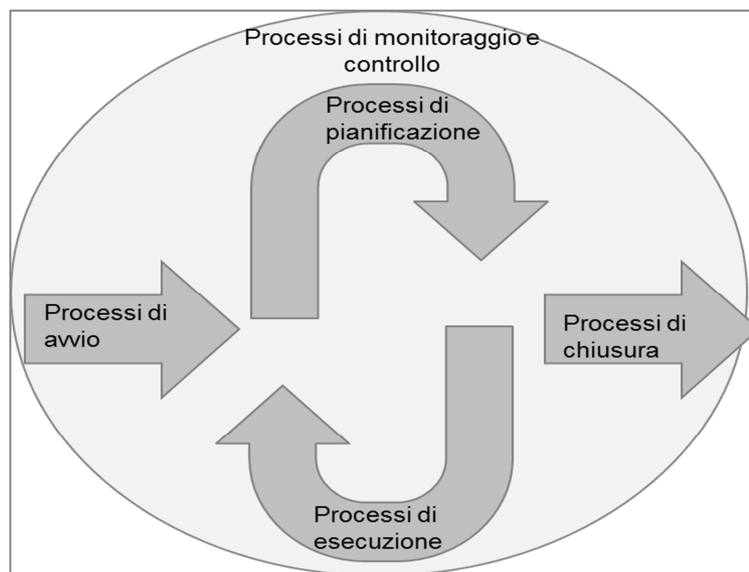 Processi di monitoraggio e
controllo
Processi di
pianificazione
Processi di
avvio
Processi di
chiusura
Processi di
esecuzione